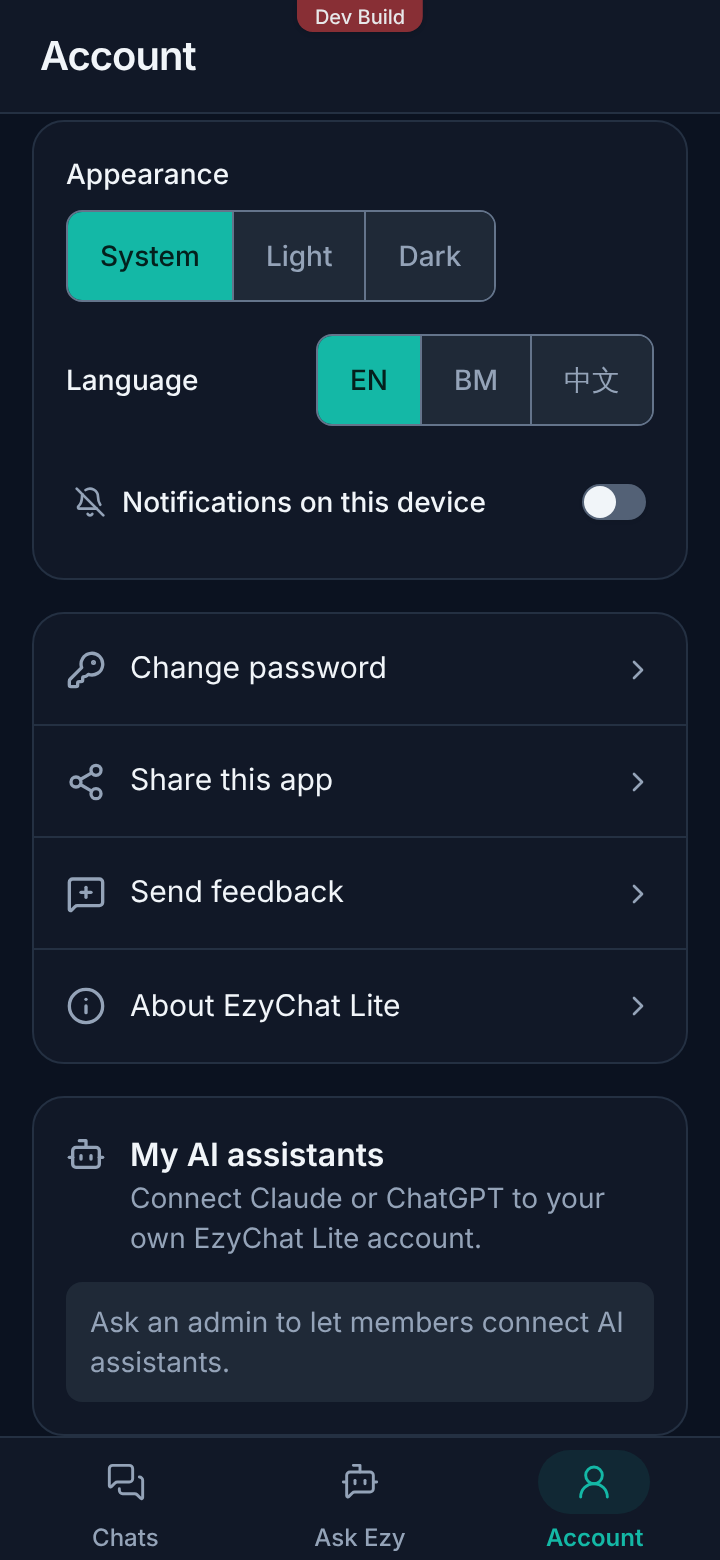 Dev Build
Account
Appearance
System
Light
Dark
Language
EN
BM
中文
Notifications on this device
Change password
Share this app
Send feedback
About EzyChat Lite
My AI assistants
Connect Claude or ChatGPT to your
own EzyChat Lite account.
Ask an admin to let members connect AI
assistants.
Chats
Ask Ezy
Account